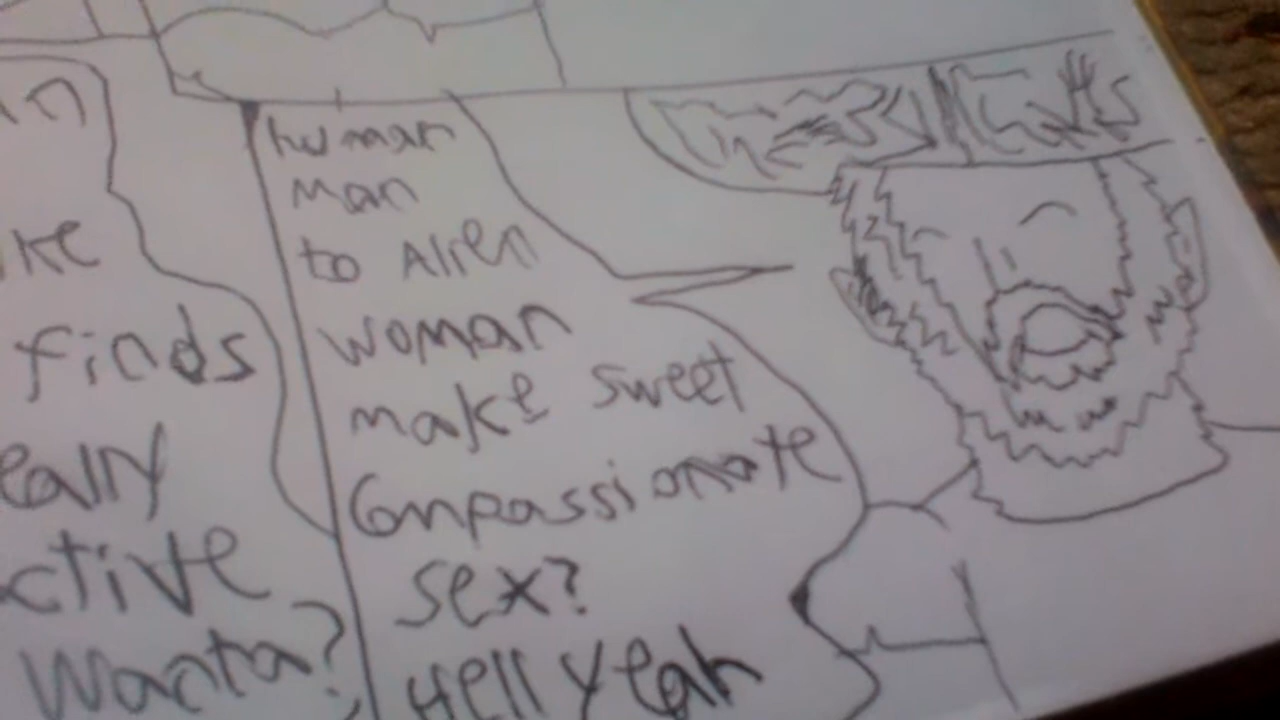 ke
finds
eally
ctive
Wanta?
human
man
to Alien
woman
make sweet
Compassionate
sex?
Hell yeah